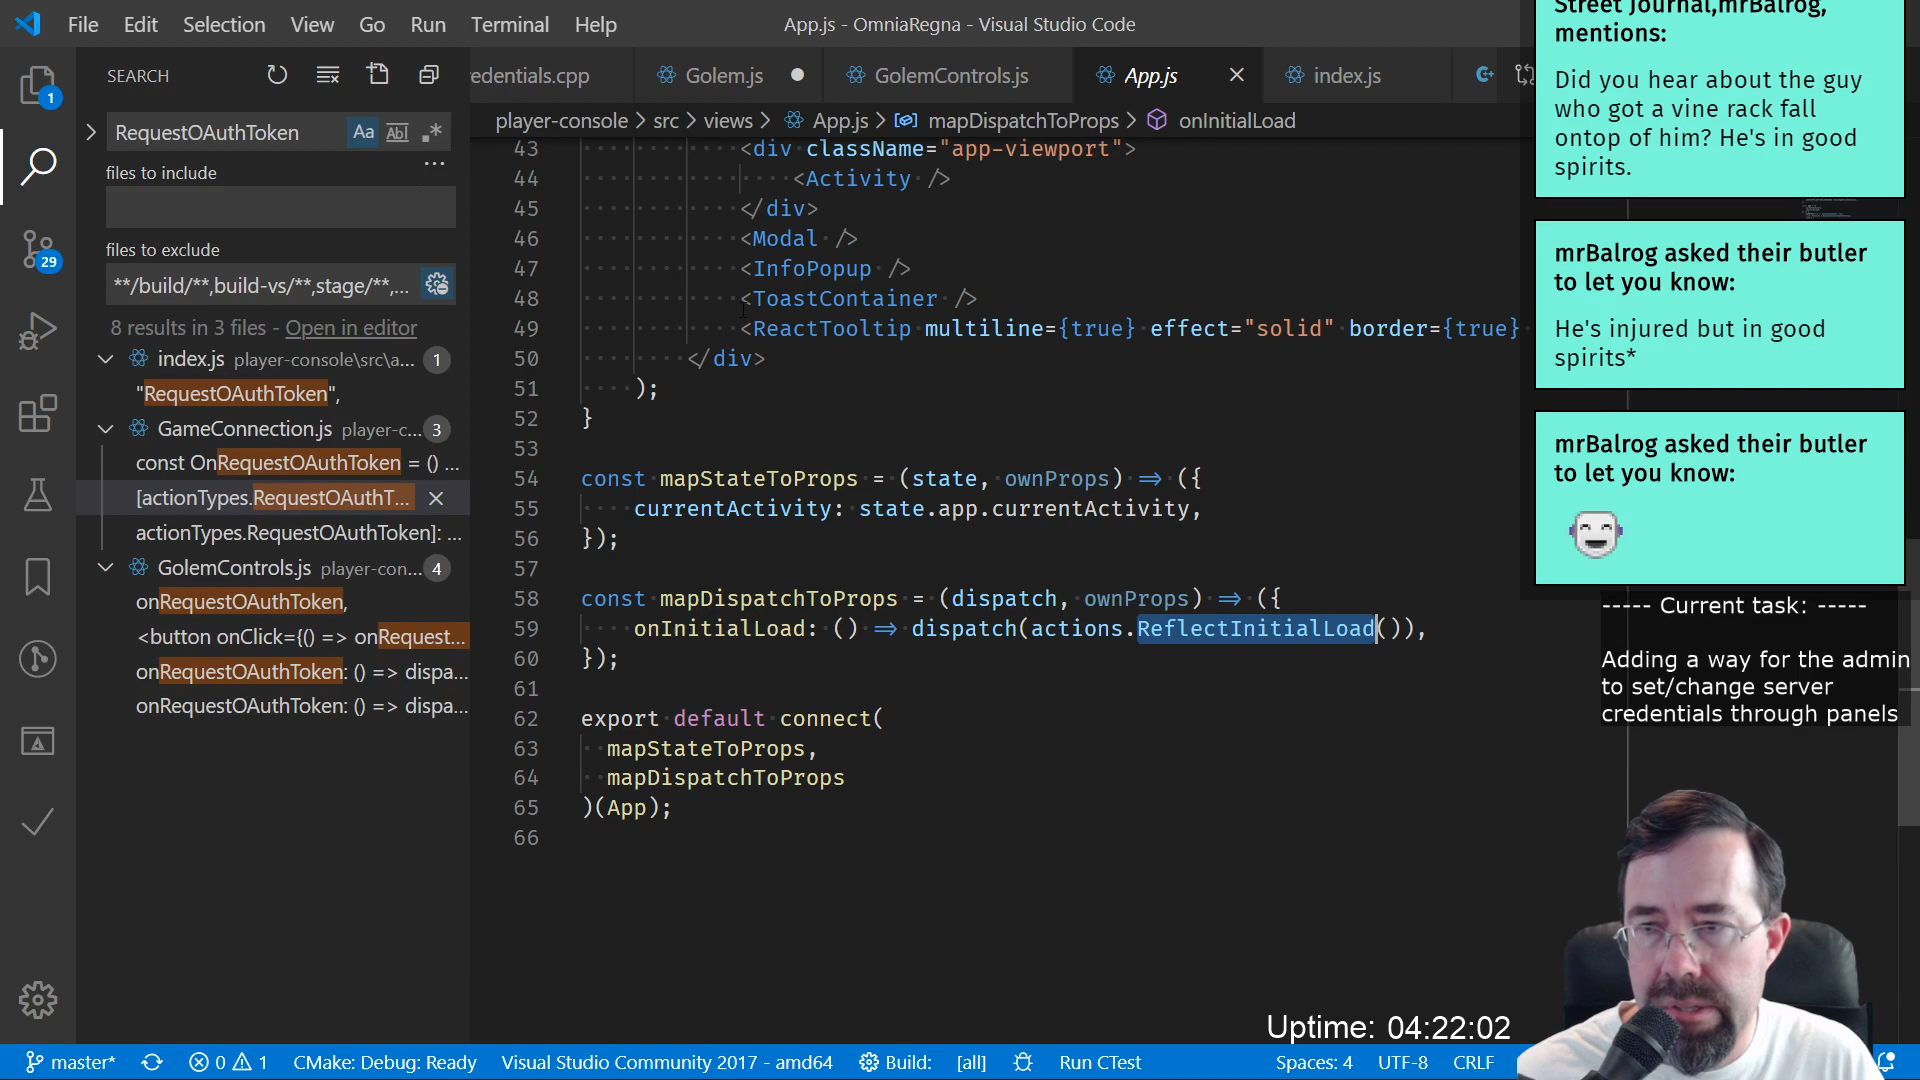 File Edit Selection View Go Run Terminal Help
App.js - OmniaRegna - Visual Studio Code
SEARCH
RequestOAuthToken
Aa
Abl
files to include
files to exclude
**/build/**,build-vs/**,stage/**,...
8 results in 3 files - Open in editor
index.js player-console\src\a... 1
"RequestOAuthToken",
GameConnection.js player-c... 3
const OnRequestOAuthToken = () ...
[actionTypes.RequestOAuthT...
actionTypes.RequestOAuthToken]: ...
GolemControls.js player-con... 4
onRequestOAuthToken,
<button onClick={() => onRequest...
onRequestOAuthToken: () => dispa...
onRequestOAuthToken: () => dispa...
1
29
edentials.cpp Golem.js GolemControls.js App.js index.js
player-console > src > views > App.js > mapDispatchToProps > onInitialLoad
43 <div className="app-viewport">
44 <Activity />
45 </div>
46 <Modal />
47 <InfoPopup />
48 <ToastContainer />
49 <ReactTooltip multiline={true} effect="solid" border={true}
50 </div>
51 );
52 }
53
54 const mapStateToProps = (state, ownProps) => ({
55 currentActivity: state.app.currentActivity,
56 });
57
58 const mapDispatchToProps = (dispatch, ownProps) => ({
59 onInitialLoad: () => dispatch(actions.ReflectInitialLoad()),
60 });
61
62 export default connect(
63 mapStateToProps,
64 mapDispatchToProps
65 )(App);
66
Street Journal,mrBalrog,
mentions:
Did you hear about the guy
who got a vine rack fall
ontop of him? He's in good
spirits.
mrBalrog asked their butler
to let you know:
He's injured but in good
spirits*
mrBalrog asked their butler
to let you know:
----- Current task: -----
Adding a way for the admin
to set/change server
credentials through panels
Uptime: 04:22:02
master* 0 1 CMake: Debug: Ready Visual Studio Community 2017 - amd64 Build: [all] Run CTest Spaces: 4 UTF-8 CRLF